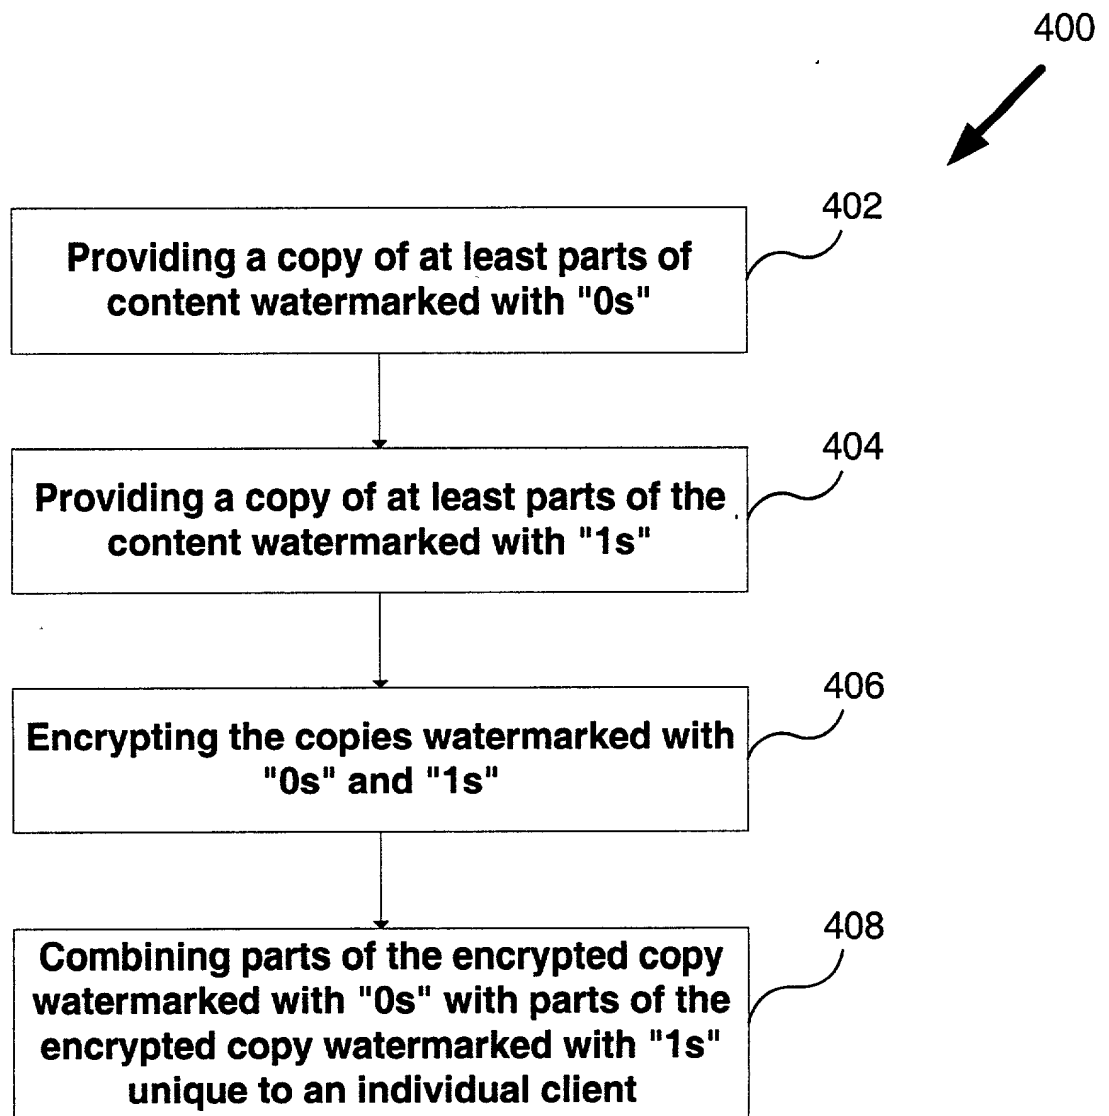 400
402
Providing a copy of at least parts of
content watermarked with "0s"
404
Providing a copy of at least parts of the
content watermarked with "1s"
406
Encrypting the copies watermarked with
"0s" and "1s"
408
Combining parts of the encrypted copy
watermarked with "0s" with parts of the
encrypted copy watermarked with "1s"
unique to an individual client